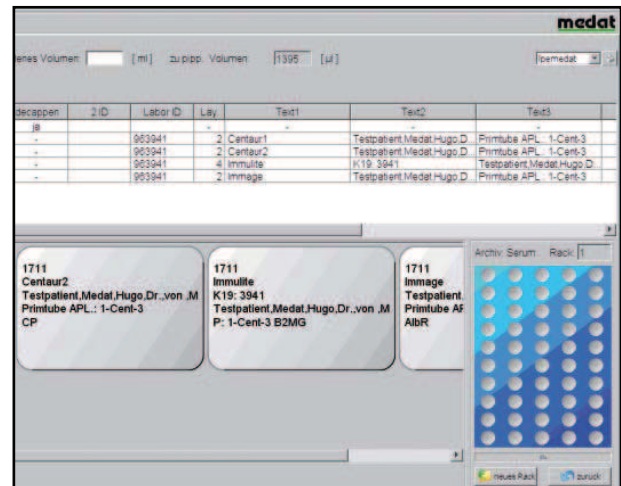 medat
enes Volumen: [ml] zu pipp. Volumen: 1395 [µl] Ipemedat
decappen 2 ID Labor ID Lay. Text1 Text2 Text3
ja - - - -
- 963941 2 Centaur1 Testpatient,Medat,Hugo,D.. Primtube APL.: 1-Cent-3
- 963941 2 Centaur2 Testpatient,Medat,Hugo,D.. Primtube APL.: 1-Cent-3
- 963941 4 Immulite K19: 3941 Testpatient,Medat,Hugo,D..
- 963941 2 Immage Testpatient,Medat,Hugo,D.. Primtube APL.: 1-Cent-3
1711
Centaur2
Testpatient,Medat,Hugo,Dr.,von ,M
Primtube APL.: 1-Cent-3
CP
1711
Immulite
K19: 3941
Testpatient,Medat,Hugo,Dr.,von ,M
P: 1-Cent-3 B2MG
1711
Immage
Testpatient,
Primtube AF
AlbR
Archiv Serum Rack: 1
neues Rack zurück